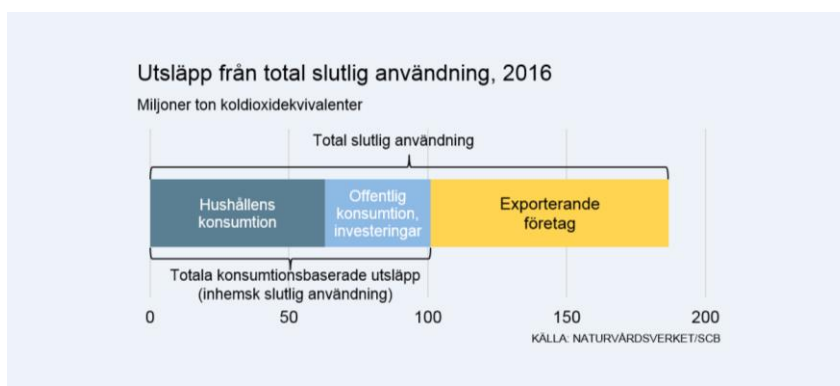 Utsläpp från total slutlig användning, 2016
Miljoner ton koldioxidekvivalenter
Total slutlig användning
Hushållens
konsumtion
Offentlig
konsumtion,
investeringar
Exporterande
företag
Totala konsumtionsbaserade utsläpp
(inhemsk slutlig användning)
0 50 100 150 200
KÄLLA: NATURVÅRDSVERKET/SCB